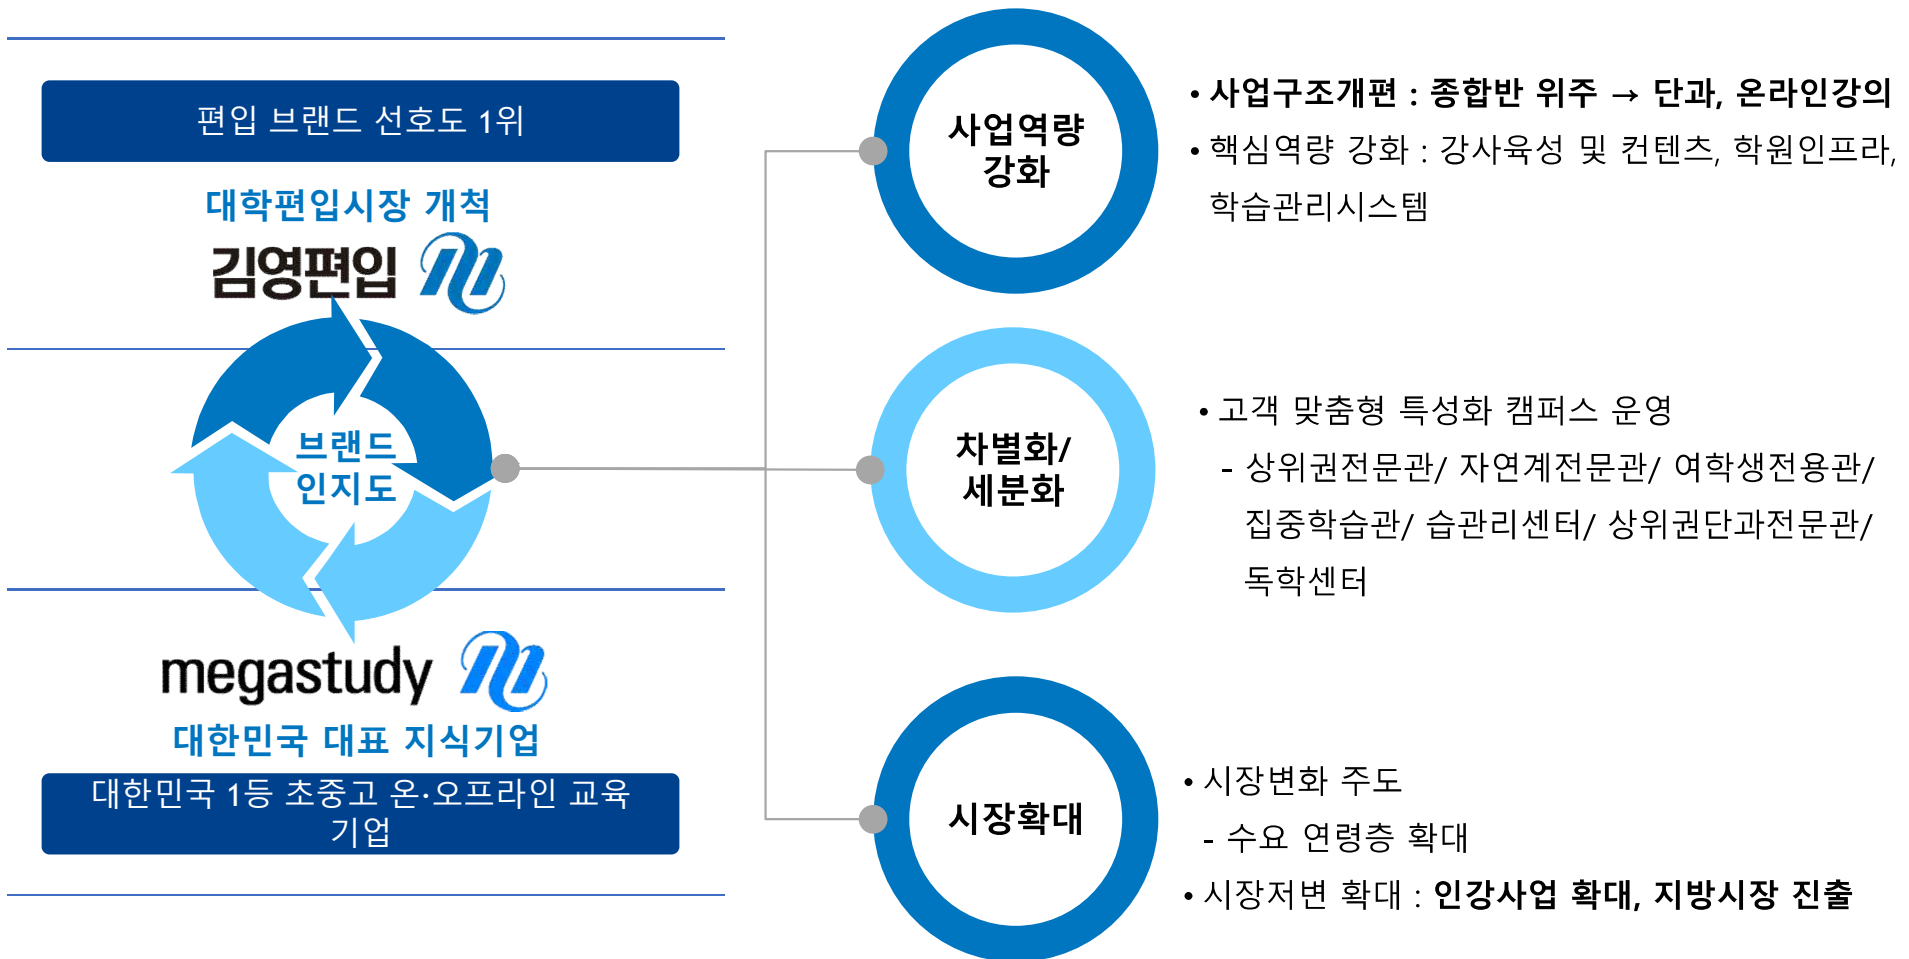 편입 브랜드 선호도 1위
대학편입시장 개척
김영편입
브랜드
인지도
megastudy
대한민국 대표 지식기업
대한민국 1등 초중고 온·오프라인 교육
기업
사업역량
강화
• 사업구조개편 : 종합반 위주 → 단과, 온라인강의
• 핵심역량 강화 : 강사육성 및 컨텐츠, 학원인프라,
학습관리시스템
차별화/
세분화
• 고객 맞춤형 특성화 캠퍼스 운영
- 상위권전문관/ 자연계전문관/ 여학생전용관/
집중학습관/ 습관리센터/ 상위권단과전문관/
독학센터
시장확대
• 시장변화 주도
- 수요 연령층 확대
• 시장저변 확대 : 인강사업 확대, 지방시장 진출